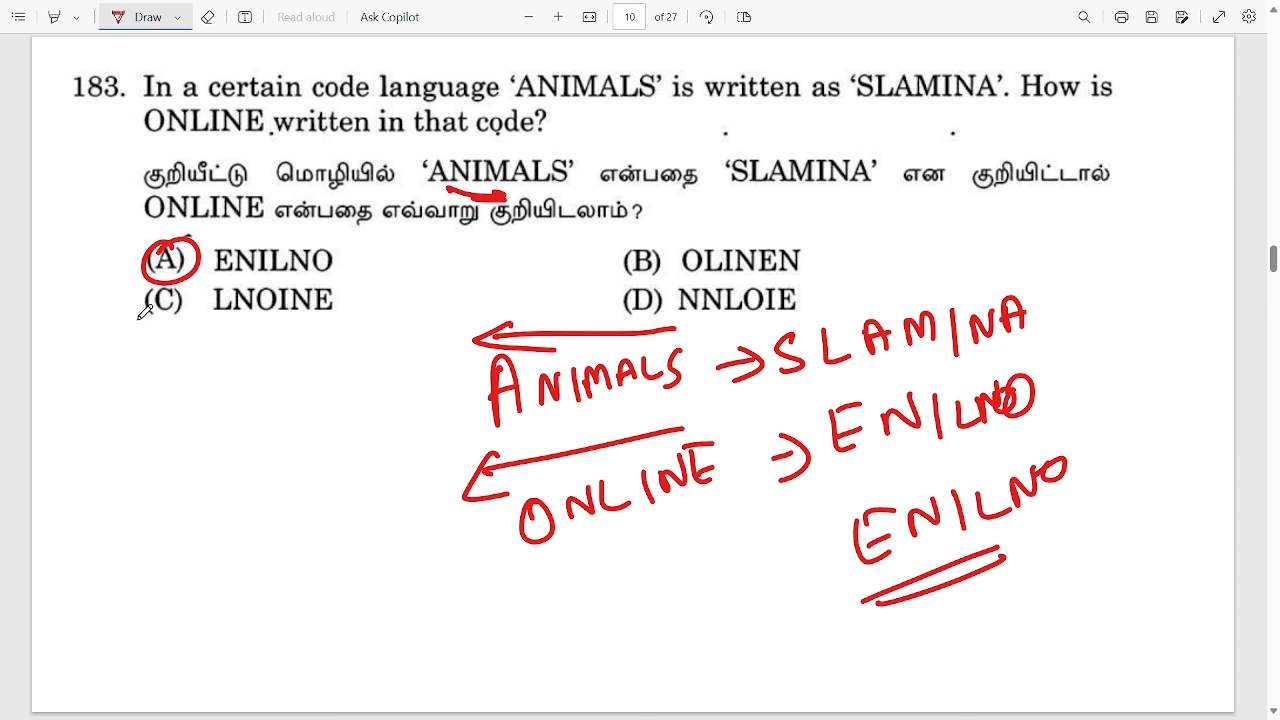 Draw
Read aloud
Ask Copilot
10
of 27
183. In a certain code language ‘ANIMALS’ is written as ‘SLAMINA’. How is
ONLINE written in that code?
குறியீட்டு மொழியில் ‘ANIMALS’ என்பதை ‘SLAMINA’ என குறியிட்டால்
ONLINE என்பதை எவ்வாறு குறியிடலாம்?
(A) ENILNO (B) OLINEN
(C) LNOINE (D) NNLOIE
ANIMALS → SLAMINA
ONLINE → ENILNO
ENILNO